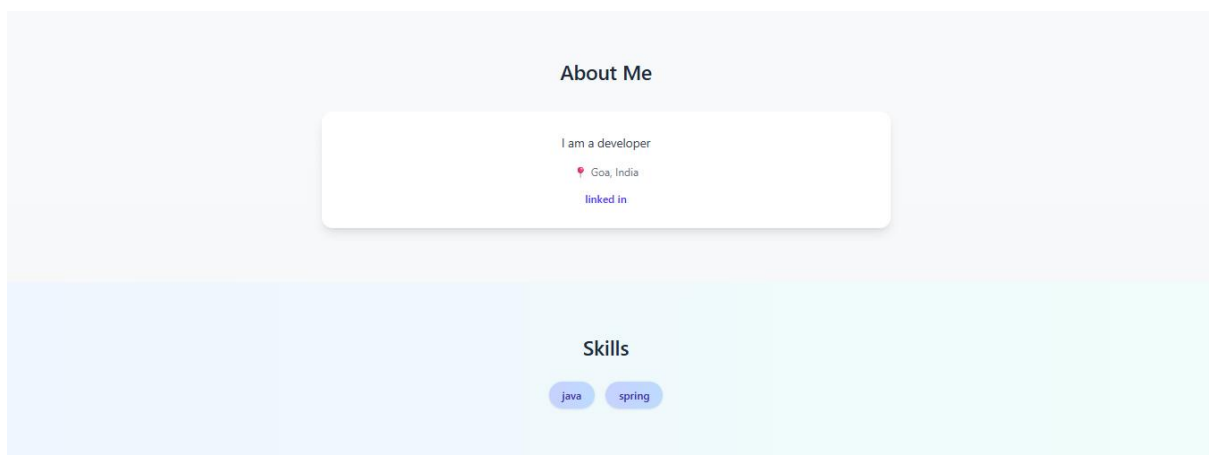 About Me
I am a developer
📍 Goa, India
linked in
Skills
java spring